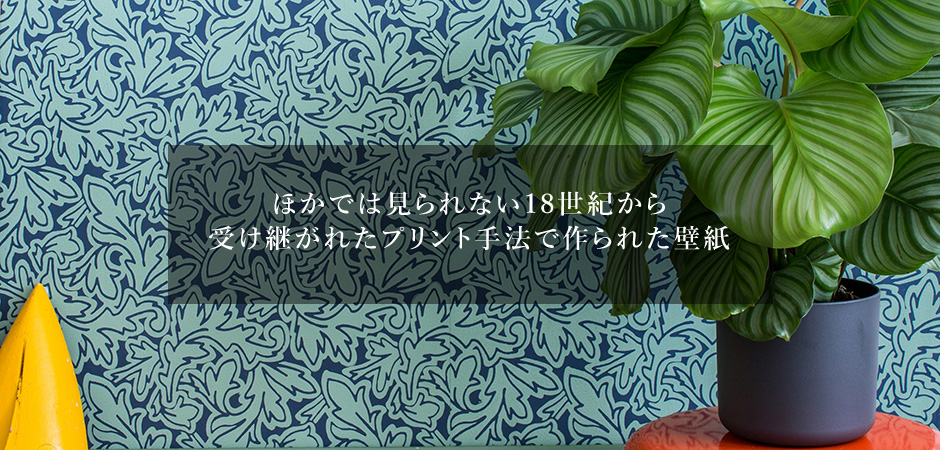 ほかでは見られない18世紀から
受け継がれたプリント手法で作られた壁紙